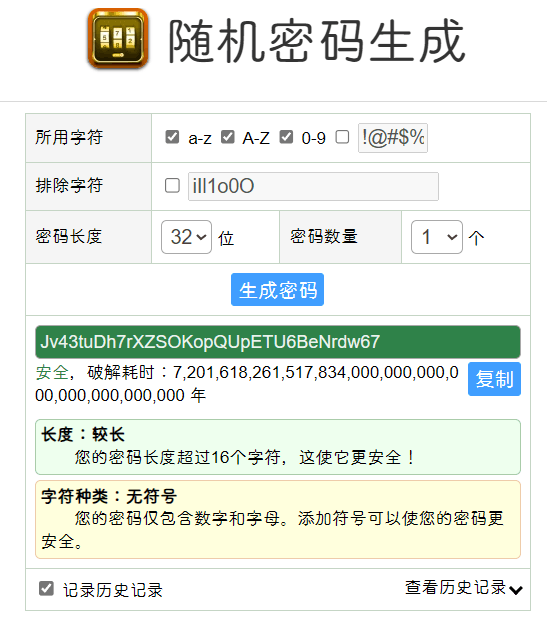 随机密码生成
所用字符 a-z A-Z 0-9 !@#$%
排除字符 iIl1o0O
密码长度 32 位 密码数量 1 个
生成密码
Jv43tuDh7rXZSOKopQUpETU6BeNrdw67
安全，破解耗时：7,201,618,261,517,834,000,000,000,0
00,000,000,000,000 年
复制
长度：较长
您的密码长度超过16个字符，这使它更安全！
字符种类：无符号
您的密码仅包含数字和字母。添加符号可以使您的密码更
安全。
记录历史记录 查看历史记录